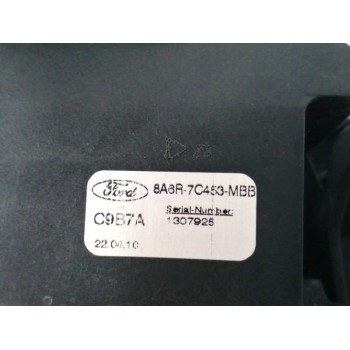 Ford 8A6R-7C453-MBB
C9B7A Serial-Number:
1307925
22.04.10